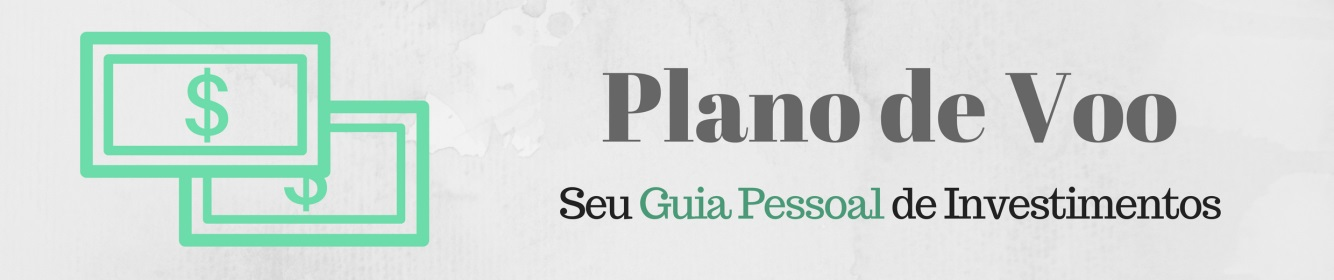 $
$
Plano de Voo
Seu Guia Pessoal de Investimentos